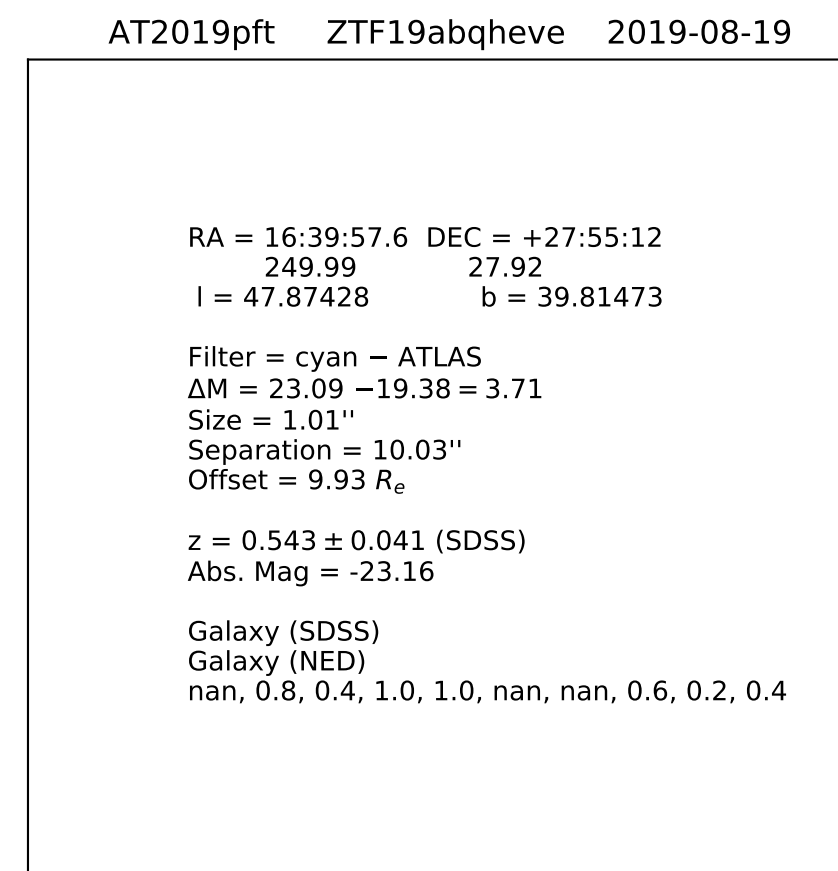 AT2019pft ZTF19abqheve 2019-08-19
RA = 16:39:57.6 DEC = +27:55:12
249.99 27.92
l = 47.87428 b = 39.81473
Filter = cyan − ATLAS
ΔM = 23.09 −19.38 = 3.71
Size = 1.01''
Separation = 10.03''
Offset = 9.93 Rₑ
z = 0.543 ± 0.041 (SDSS)
Abs. Mag = -23.16
Galaxy (SDSS)
Galaxy (NED)
nan, 0.8, 0.4, 1.0, 1.0, nan, nan, 0.6, 0.2, 0.4